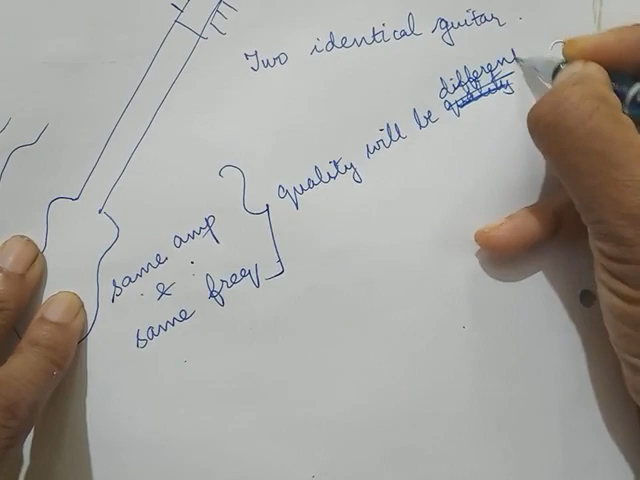 Two identical guitar.
same amp
&
same freq
quality will be
different